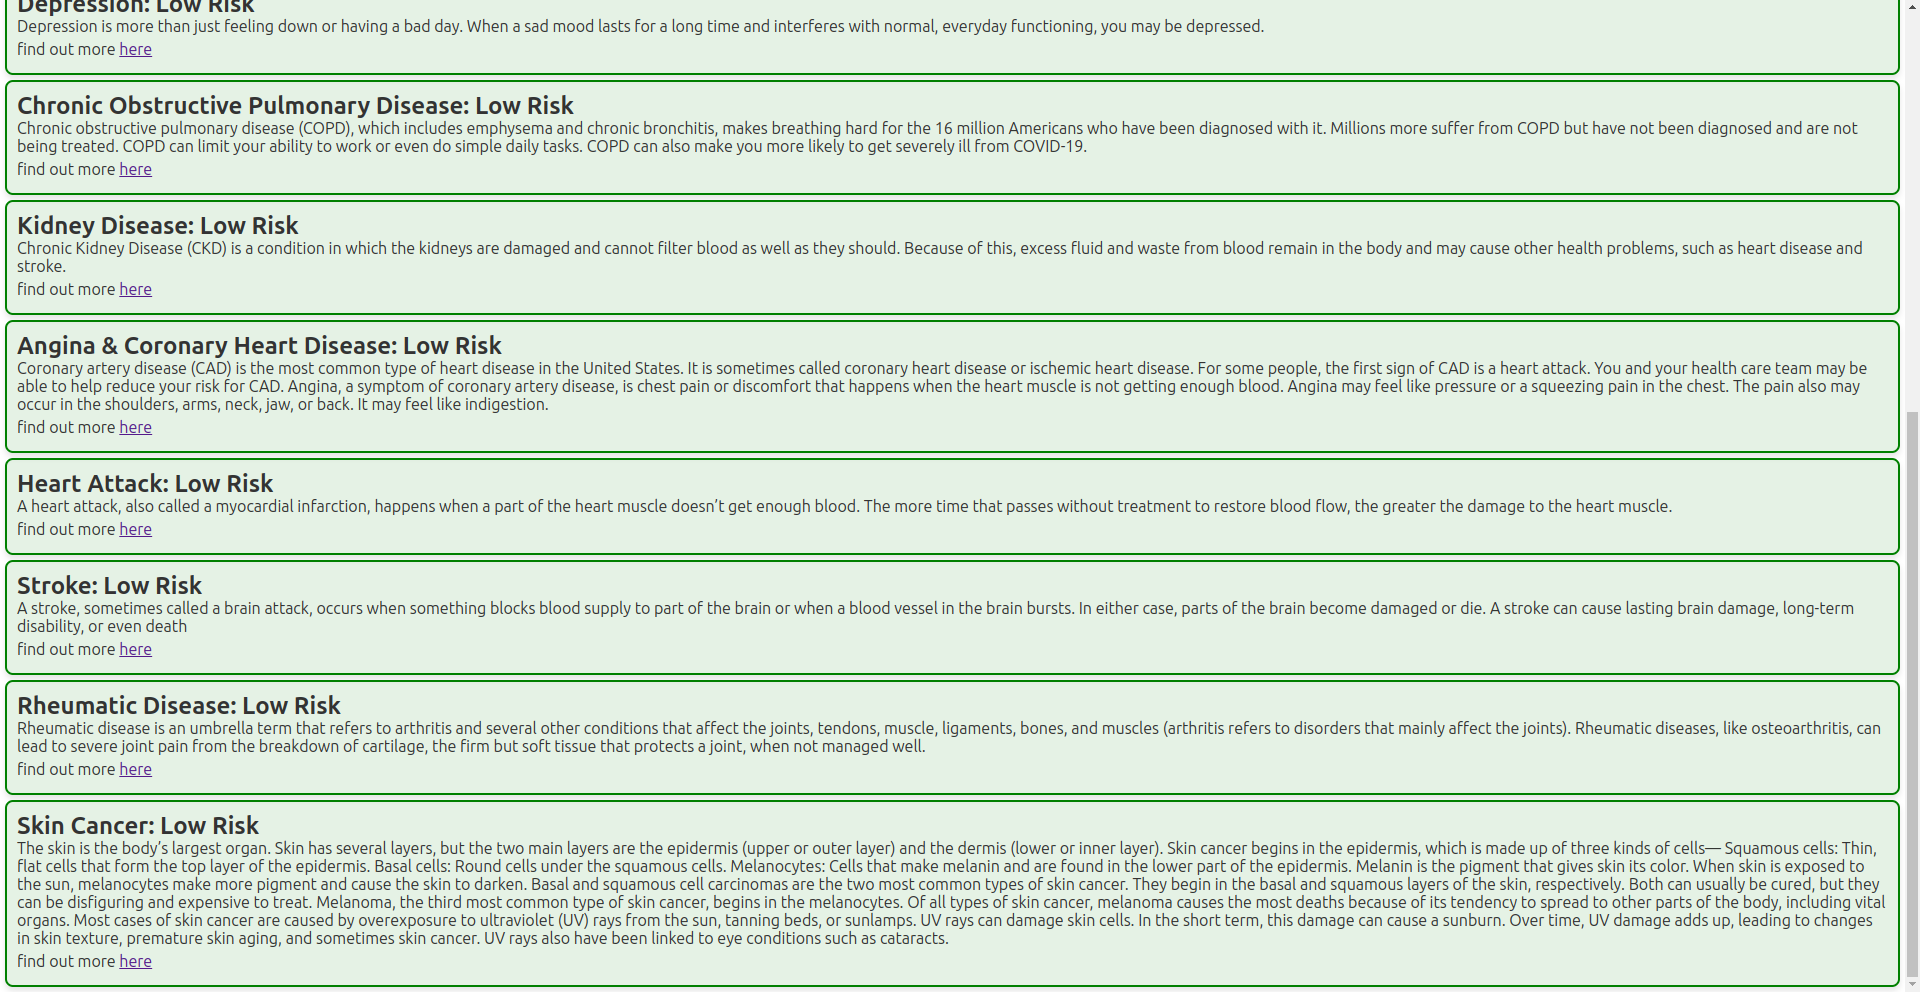 Depression: Low Risk
Depression is more than just feeling down or having a bad day. When a sad mood lasts for a long time and interferes with normal, everyday functioning, you may be depressed.
find out more here
Chronic Obstructive Pulmonary Disease: Low Risk
Chronic obstructive pulmonary disease (COPD), which includes emphysema and chronic bronchitis, makes breathing hard for the 16 million Americans who have been diagnosed with it. Millions more suffer from COPD but have not been diagnosed and are not
being treated. COPD can limit your ability to work or even do simple daily tasks. COPD can also make you more likely to get severely ill from COVID-19.
find out more here
Kidney Disease: Low Risk
Chronic Kidney Disease (CKD) is a condition in which the kidneys are damaged and cannot filter blood as well as they should. Because of this, excess fluid and waste from blood remain in the body and may cause other health problems, such as heart disease and
stroke.
find out more here
Angina & Coronary Heart Disease: Low Risk
Coronary artery disease (CAD) is the most common type of heart disease in the United States. It is sometimes called coronary heart disease or ischemic heart disease. For some people, the first sign of CAD is a heart attack. You and your health care team may be
able to help reduce your risk for CAD. Angina, a symptom of coronary artery disease, is chest pain or discomfort that happens when the heart muscle is not getting enough blood. Angina may feel like pressure or a squeezing pain in the chest. The pain also may
occur in the shoulders, arms, neck, jaw, or back. It may feel like indigestion.
find out more here
Heart Attack: Low Risk
A heart attack, also called a myocardial infarction, happens when a part of the heart muscle doesn’t get enough blood. The more time that passes without treatment to restore blood flow, the greater the damage to the heart muscle.
find out more here
Stroke: Low Risk
A stroke, sometimes called a brain attack, occurs when something blocks blood supply to part of the brain or when a blood vessel in the brain bursts. In either case, parts of the brain become damaged or die. A stroke can cause lasting brain damage, long-term
disability, or even death
find out more here
Rheumatic Disease: Low Risk
Rheumatic disease is an umbrella term that refers to arthritis and several other conditions that affect the joints, tendons, muscle, ligaments, bones, and muscles (arthritis refers to disorders that mainly affect the joints). Rheumatic diseases, like osteoarthritis, can
lead to severe joint pain from the breakdown of cartilage, the firm but soft tissue that protects a joint, when not managed well.
find out more here
Skin Cancer: Low Risk
The skin is the body’s largest organ. Skin has several layers, but the two main layers are the epidermis (upper or outer layer) and the dermis (lower or inner layer). Skin cancer begins in the epidermis, which is made up of three kinds of cells— Squamous cells: Thin,
flat cells that form the top layer of the epidermis. Basal cells: Round cells under the squamous cells. Melanocytes: Cells that make melanin and are found in the lower part of the epidermis. Melanin is the pigment that gives skin its color. When skin is exposed to
the sun, melanocytes make more pigment and cause the skin to darken. Basal and squamous cell carcinomas are the two most common types of skin cancer. They begin in the basal and squamous layers of the skin, respectively. Both can usually be cured, but they
can be disfiguring and expensive to treat. Melanoma, the third most common type of skin cancer, begins in the melanocytes. Of all types of skin cancer, melanoma causes the most deaths because of its tendency to spread to other parts of the body, including vital
organs. Most cases of skin cancer are caused by overexposure to ultraviolet (UV) rays from the sun, tanning beds, or sunlamps. UV rays can damage skin cells. In the short term, this damage can cause a sunburn. Over time, UV damage adds up, leading to changes
in skin texture, premature skin aging, and sometimes skin cancer. UV rays also have been linked to eye conditions such as cataracts.
find out more here